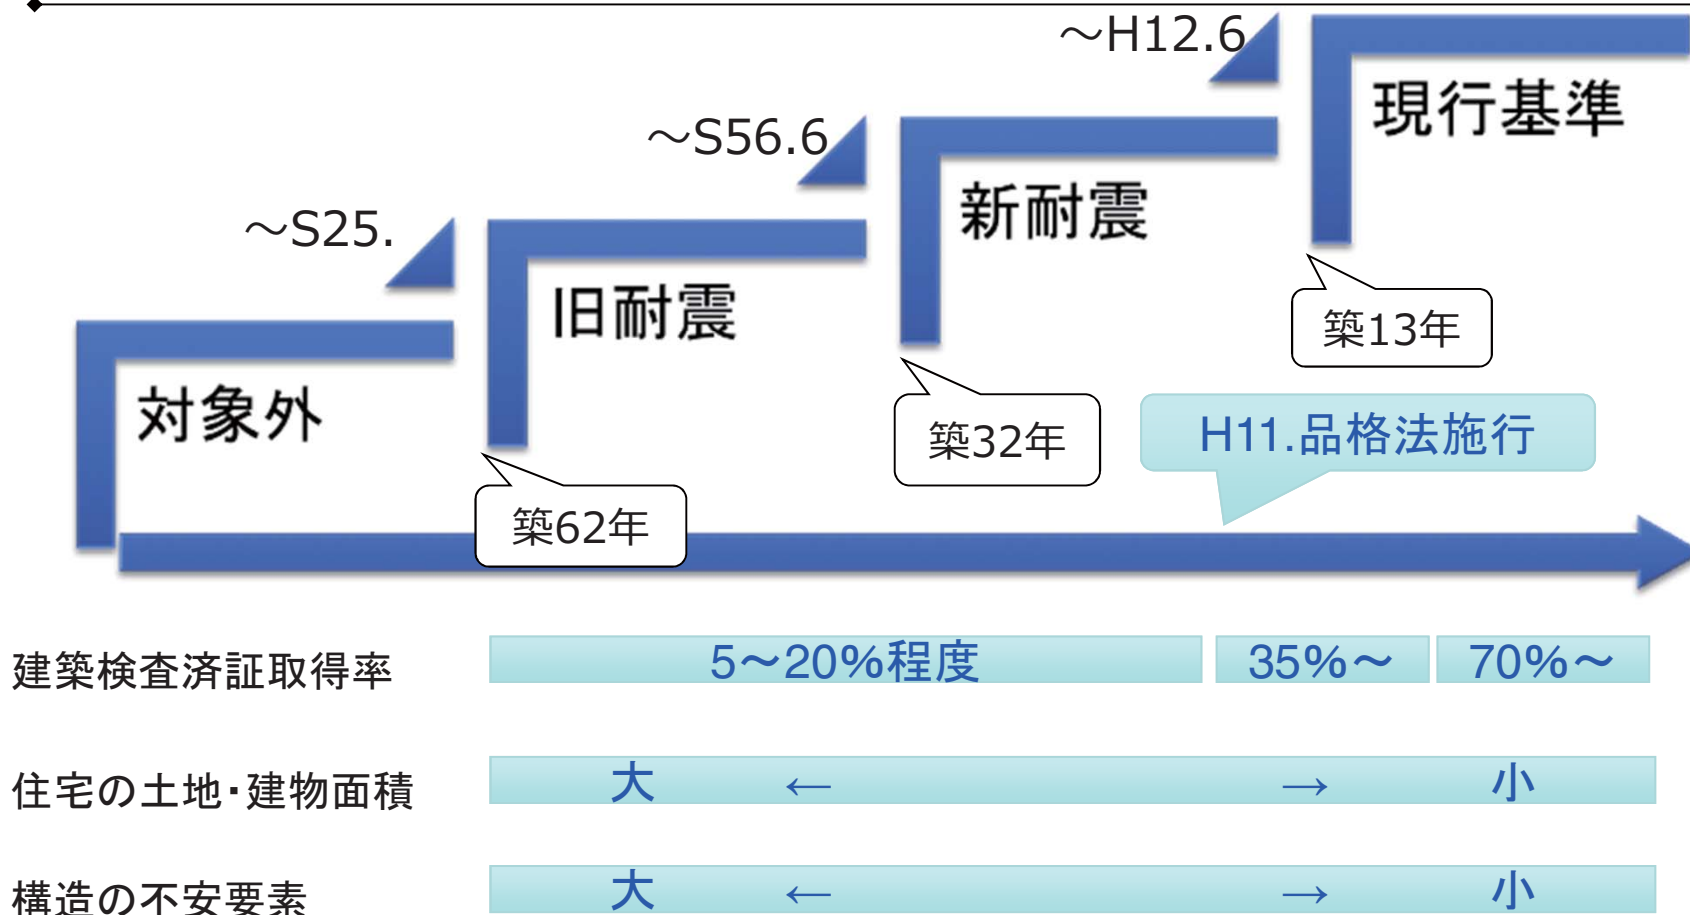 ～H12.6
現行基準
～S56.6
新耐震
～S25.
旧耐震
築13年
対象外
築32年
H11.品格法施行
築62年
建築検査済証取得率 5～20%程度 35%～ 70%～
住宅の土地・建物面積 大 ← → 小
構造の不安要素 大 ← → 小